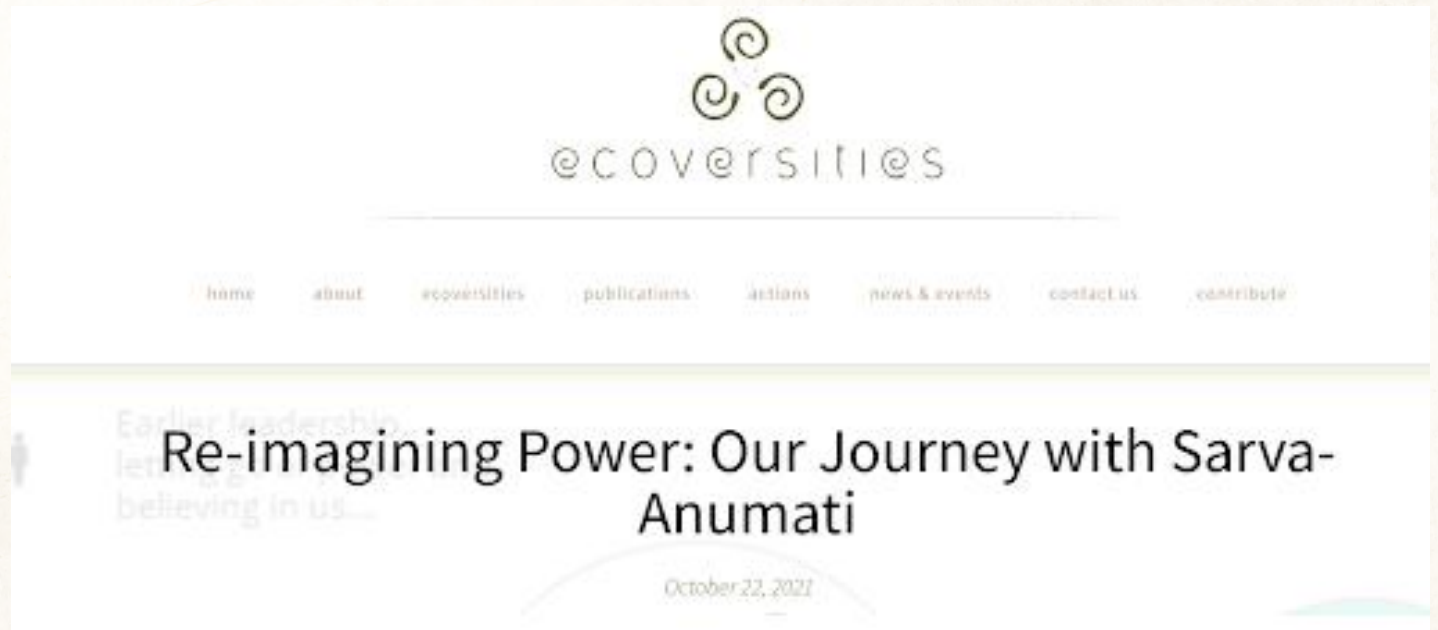 ecoversities
home about ecoversities publications actions news & events contact us contribute
Earlier leadership
Re-imagining Power: Our Journey with Sarva-
believing in us...
Anumati
October 22, 2021